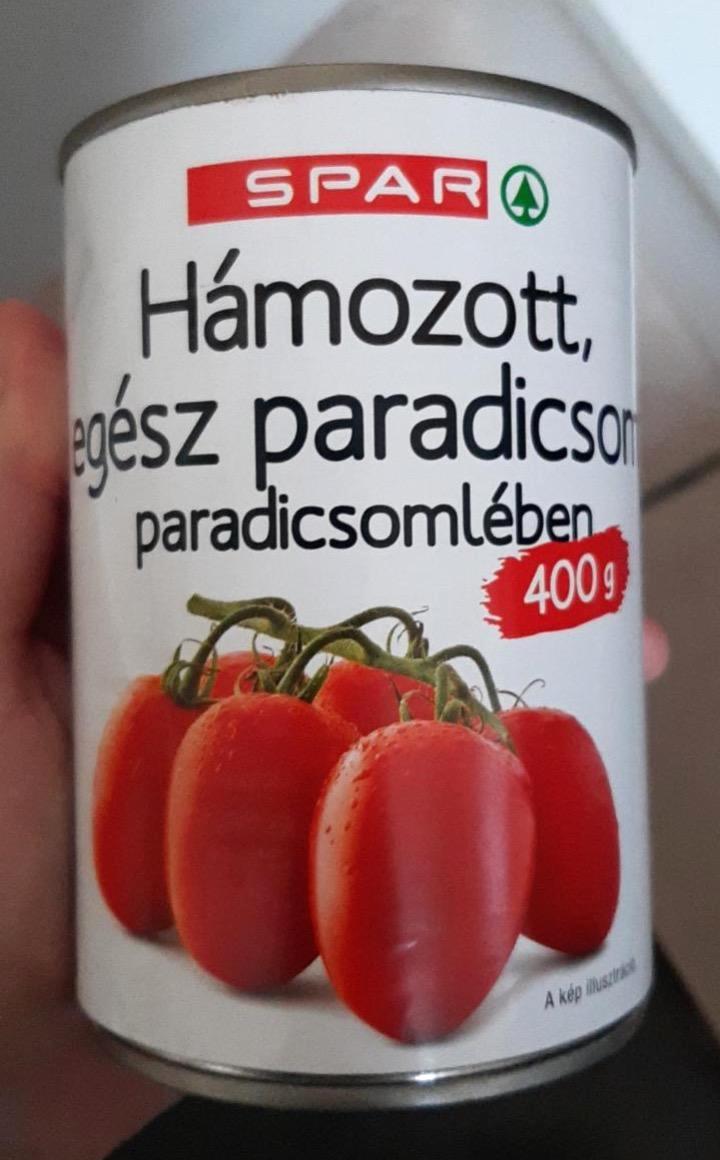 SPAR
Hámozott,
egész paradicsom
paradicsomlében
400 g
A kép illusztráció.